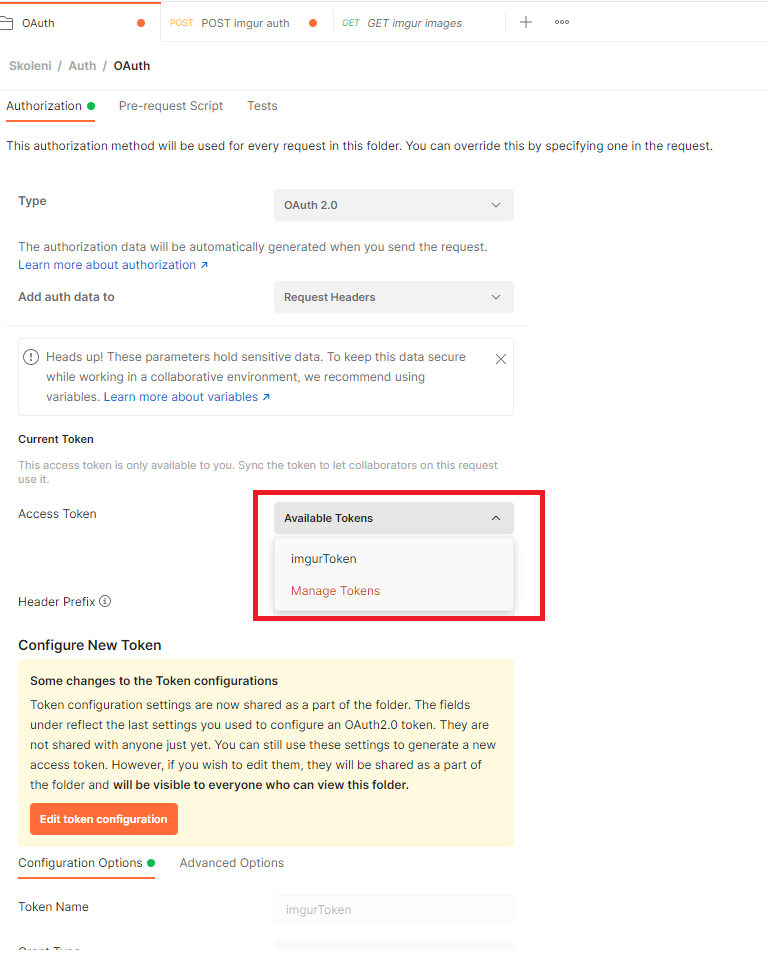 OAuth
POST POST imgur auth
GET GET imgur images
Skoleni / Auth / OAuth
Authorization Pre-request Script Tests
This authorization method will be used for every request in this folder. You can override this by specifying one in the request.
Type
OAuth 2.0
The authorization data will be automatically generated when you send the request.
Learn more about authorization ↗
Add auth data to
Request Headers
Heads up! These parameters hold sensitive data. To keep this data secure
while working in a collaborative environment, we recommend using
variables. Learn more about variables ↗
Current Token
This access token is only available to you. Sync the token to let collaborators on this request
use it.
Access Token
Available Tokens
imgurToken
Manage Tokens
Header Prefix
Configure New Token
Some changes to the Token configurations
Token configuration settings are now shared as a part of the folder. The fields
under reflect the last settings you used to configure an OAuth2.0 token. They are
not shared with anyone just yet. You can still use these settings to generate a new
access token. However, if you wish to edit them, they will be shared as a part of
the folder and will be visible to everyone who can view this folder.
Edit token configuration
Configuration Options Advanced Options
Token Name
imgurToken